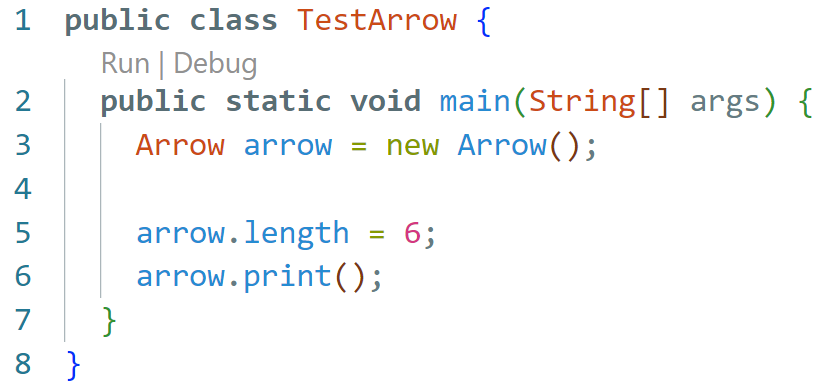 1 public class TestArrow {
Run | Debug
2 public static void main(String[] args) {
3 Arrow arrow = new Arrow();
4
5 arrow.length = 6;
6 arrow.print();
7 }
8 }